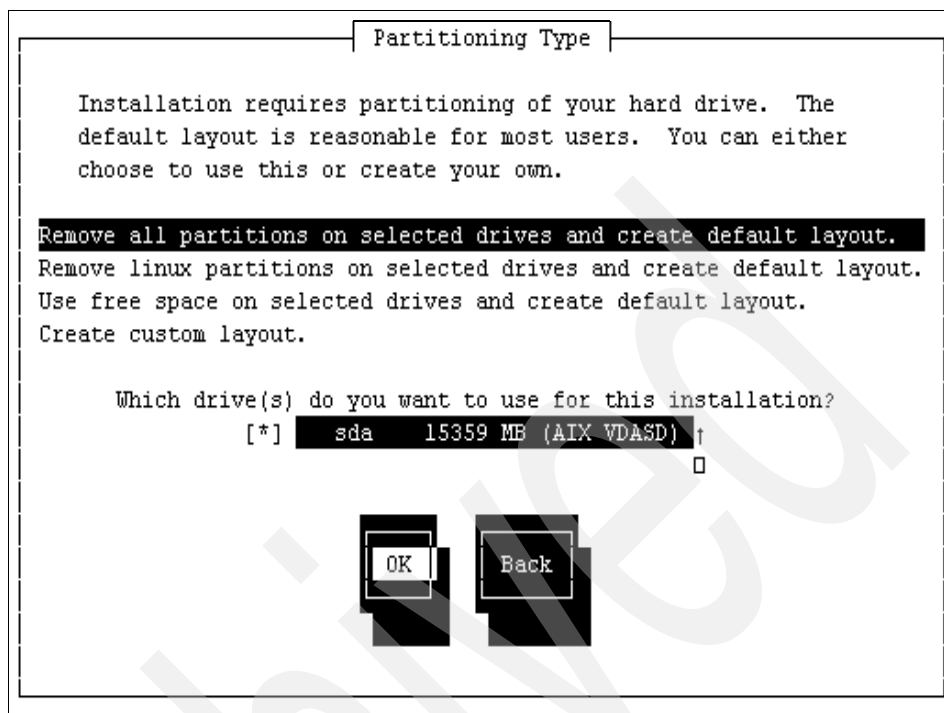 Partitioning Type
Installation requires partitioning of your hard drive. The
default layout is reasonable for most users. You can either
choose to use this or create your own.
Remove all partitions on selected drives and create default layout.
Remove linux partitions on selected drives and create default layout.
Use free space on selected drives and create default layout.
Create custom layout.
Which drive(s) do you want to use for this installation?
[*] sda 15359 MB (AIX VDASD) ↑
OK Back